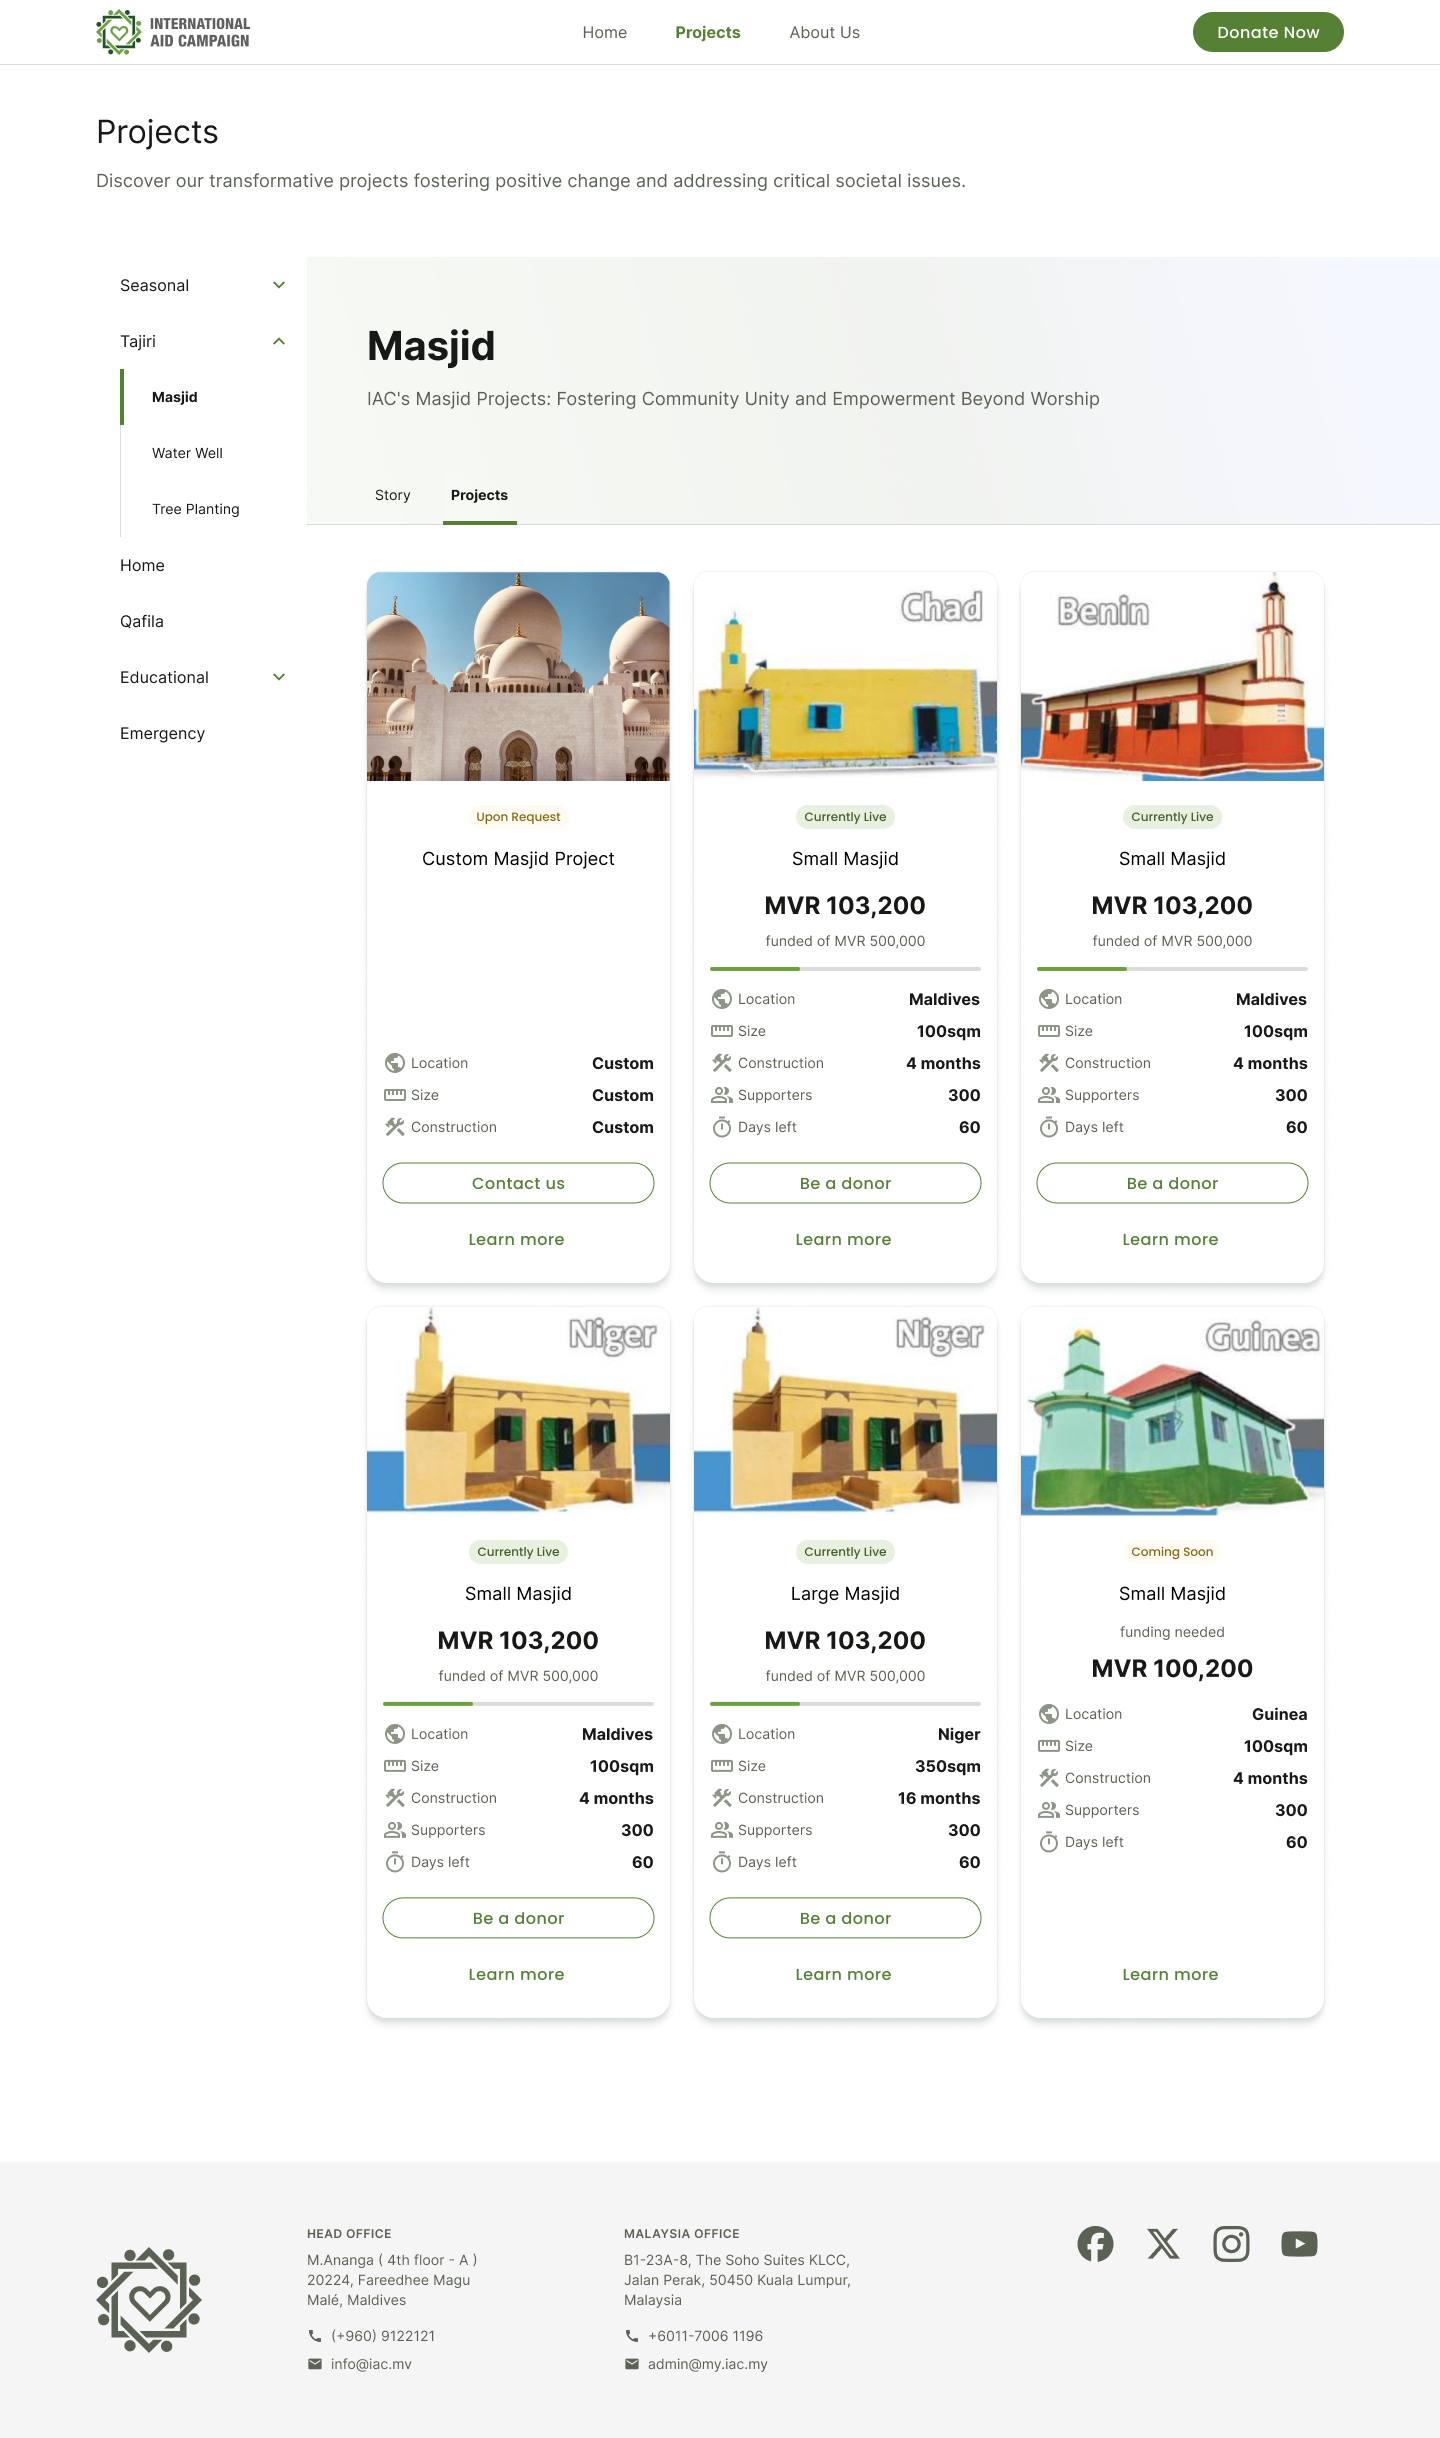 INTERNATIONAL
AID CAMPAIGN
Home
Projects
About Us
Donate Now
Projects
Discover our transformative projects fostering positive change and addressing critical societal issues.
Seasonal
Tajiri
Masjid
Water Well
Tree Planting
Home
Qafila
Educational
Emergency
Masjid
IAC's Masjid Projects: Fostering Community Unity and Empowerment Beyond Worship
Story
Projects
Upon Request
Custom Masjid Project
Location Custom
Size Custom
Construction Custom
Contact us
Learn more
Chad
Currently Live
Small Masjid
MVR 103,200
funded of MVR 500,000
Location Maldives
Size 100sqm
Construction 4 months
Supporters 300
Days left 60
Be a donor
Learn more
Benin
Currently Live
Small Masjid
MVR 103,200
funded of MVR 500,000
Location Maldives
Size 100sqm
Construction 4 months
Supporters 300
Days left 60
Be a donor
Learn more
Niger
Currently Live
Small Masjid
MVR 103,200
funded of MVR 500,000
Location Maldives
Size 100sqm
Construction 4 months
Supporters 300
Days left 60
Be a donor
Learn more
Niger
Currently Live
Large Masjid
MVR 103,200
funded of MVR 500,000
Location Niger
Size 350sqm
Construction 16 months
Supporters 300
Days left 60
Be a donor
Learn more
Guinea
Coming Soon
Small Masjid
funding needed
MVR 100,200
Location Guinea
Size 100sqm
Construction 4 months
Supporters 300
Days left 60
Learn more
HEAD OFFICE
M.Ananga ( 4th floor - A )
20224, Fareedhee Magu
Malé, Maldives
(+960) 9122121
info@iac.mv
MALAYSIA OFFICE
B1-23A-8, The Soho Suites KLCC,
Jalan Perak, 50450 Kuala Lumpur,
Malaysia
+6011-7006 1196
admin@my.iac.my